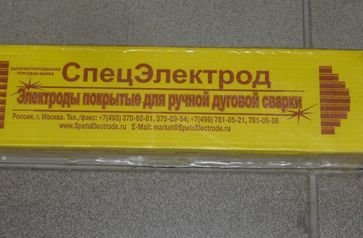 ЗАРЕГИСТРИРОВАННАЯ
ТОРГОВАЯ МАРКА
СпецЭлектрод
Электроды покрытые для ручной дуговой сварки
Россия, г. Москва. Тел./факс: +7(495) 370-60-81, 375-69-54; +7(499) 781-05-21, 781-05-06
www.SpetsElectrode.ru E-Mail: market@SpetsElectrode.ru